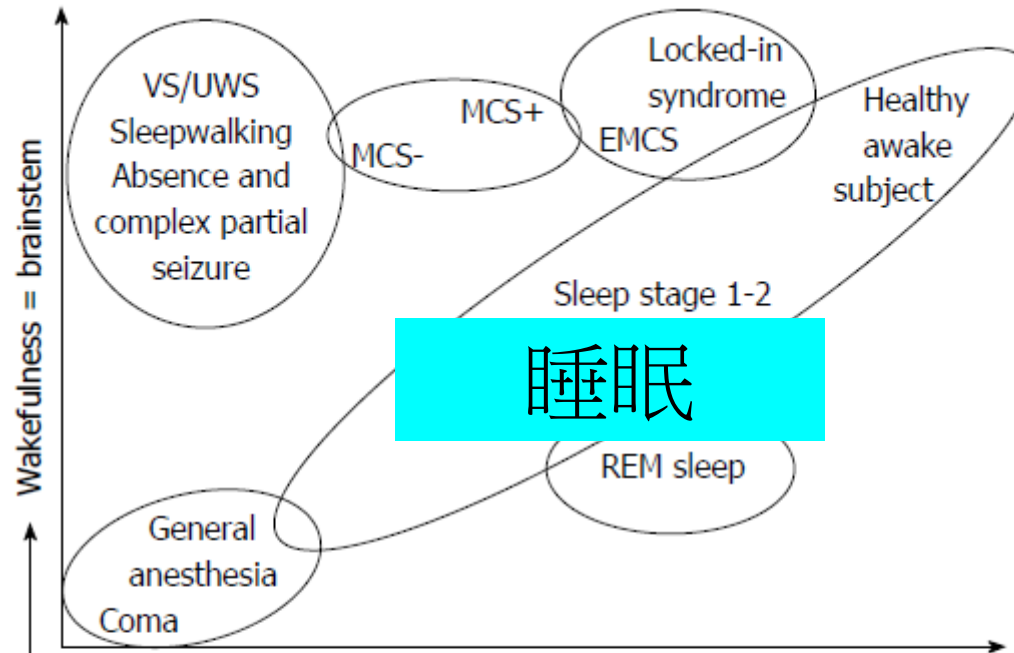 Wakefulness = brainstem
VS/UWS
Sleepwalking
Absence and
complex partial
seizure
MCS+
MCS-
Locked-in
syndrome
EMCS
Healthy
awake
subject
Sleep stage 1-2
睡眠
REM sleep
General
anesthesia
Coma